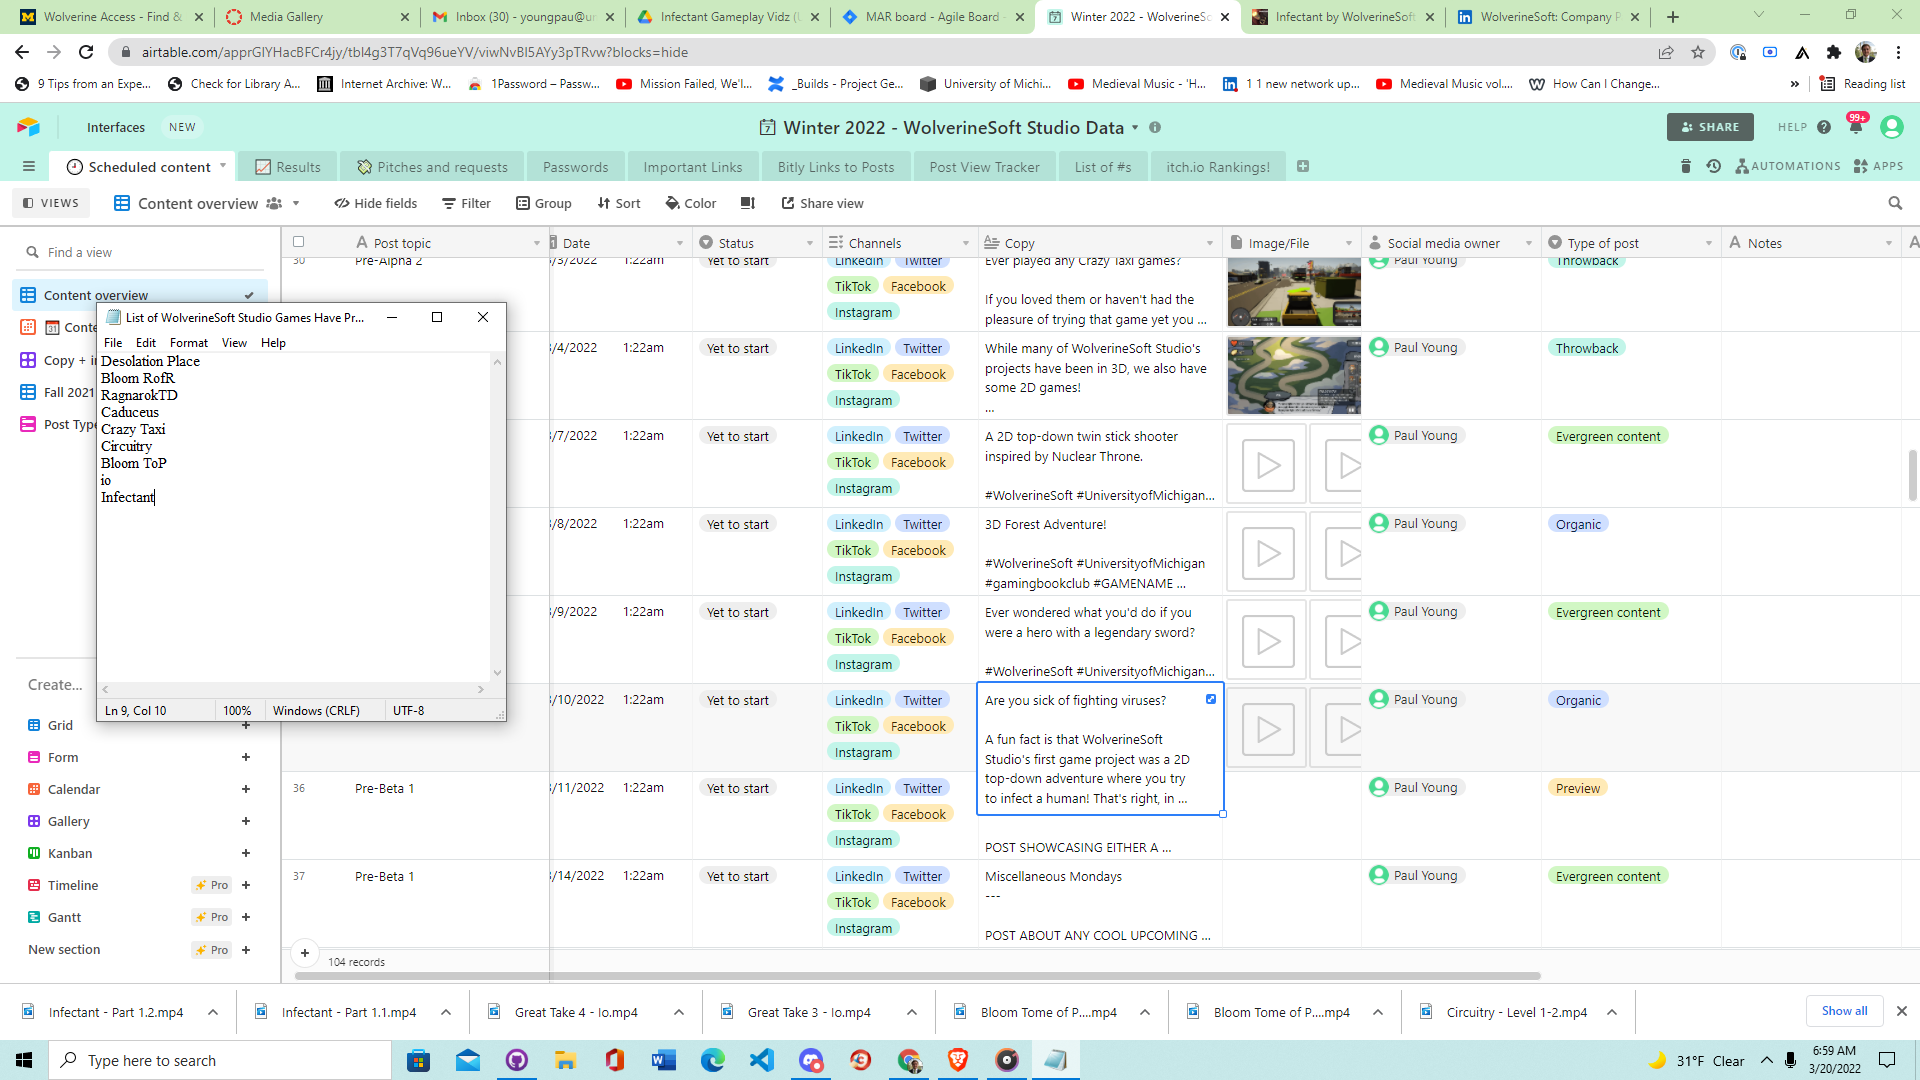 Wolverine Access - Find &
Media Gallery
Inbox (30) - youngpau@u
Infectant Gameplay Vidz (
MAR board - Agile Board -
Winter 2022 - WolverineSc
Infectant by WolverineSoft
WolverineSoft: Company P
airtable.com/apprGIYHacBFCr4jy/tbl4g3T7qVq96ueYV/viwNvBI5AYy3pTRvw?blocks=hide
9 Tips from an Expe...
Check for Library A...
Internet Archive: W...
1Password – Passw...
Mission Failed, We'l...
_Builds - Project Ge...
University of Michi...
Medieval Music - 'H...
1 1 new network up...
Medieval Music vol....
How Can I Change...
»
Reading list
Interfaces
NEW
Winter 2022 - WolverineSoft Studio Data
SHARE
HELP
99+
Scheduled content
Results
Pitches and requests
Passwords
Important Links
Bitly Links to Posts
Post View Tracker
List of #s
itch.io Rankings!
AUTOMATIONS
APPS
VIEWS
Content overview
Hide fields
Filter
Group
Sort
Color
Share view
Find a view
Content overview
Conte
Copy + i
Fall 2021
Post Type
Create...
Grid
Form
Calendar
Gallery
Kanban
Timeline
Pro
Gantt
Pro
New section
Pro
List of WolverineSoft Studio Games Have Pr...
File Edit Format View Help
Desolation Place
Bloom RofR
RagnarokTD
Caduceus
Crazy Taxi
Circuitry
Bloom ToP
io
Infectant
Ln 9, Col 10
100%
Windows (CRLF)
UTF-8
Post topic
Date
Status
Channels
Copy
Image/File
Social media owner
Type of post
Notes
30
Pre-Alpha 2
/3/2022 1:22am
Yet to start
LinkedIn Twitter
TikTok Facebook
Instagram
Ever played any Crazy Taxi games?
If you loved them or haven't had the
pleasure of trying that game yet you ...
Paul Young
Throwback
/4/2022 1:22am
Yet to start
LinkedIn Twitter
TikTok Facebook
Instagram
While many of WolverineSoft Studio's
projects have been in 3D, we also have
some 2D games!
...
Paul Young
Throwback
/7/2022 1:22am
Yet to start
LinkedIn Twitter
TikTok Facebook
Instagram
A 2D top-down twin stick shooter
inspired by Nuclear Throne.
#WolverineSoft #UniversityofMichigan...
Paul Young
Evergreen content
/8/2022 1:22am
Yet to start
LinkedIn Twitter
TikTok Facebook
Instagram
3D Forest Adventure!
#WolverineSoft #UniversityofMichigan
#gamingbookclub #GAMENAME ...
Paul Young
Organic
/9/2022 1:22am
Yet to start
LinkedIn Twitter
TikTok Facebook
Instagram
Ever wondered what you'd do if you
were a hero with a legendary sword?
#WolverineSoft #UniversityofMichigan...
Paul Young
Evergreen content
/10/2022 1:22am
Yet to start
LinkedIn Twitter
TikTok Facebook
Instagram
Are you sick of fighting viruses?
A fun fact is that WolverineSoft
Studio's first game project was a 2D
top-down adventure where you try
to infect a human! That's right, in ...
Paul Young
Organic
36
Pre-Beta 1
/11/2022 1:22am
Yet to start
LinkedIn Twitter
TikTok Facebook
Instagram
POST SHOWCASING EITHER A ...
Paul Young
Preview
37
Pre-Beta 1
/14/2022 1:22am
Yet to start
LinkedIn Twitter
TikTok Facebook
Instagram
Miscellaneous Mondays
---
POST ABOUT ANY COOL UPCOMING ...
Paul Young
Evergreen content
104 records
Infectant - Part 1.2.mp4
Infectant - Part 1.1.mp4
Great Take 4 - Io.mp4
Great Take 3 - Io.mp4
Bloom Tome of P....mp4
Bloom Tome of P....mp4
Circuitry - Level 1-2.mp4
Show all
Type here to search
31°F Clear
6:59 AM
3/20/2022